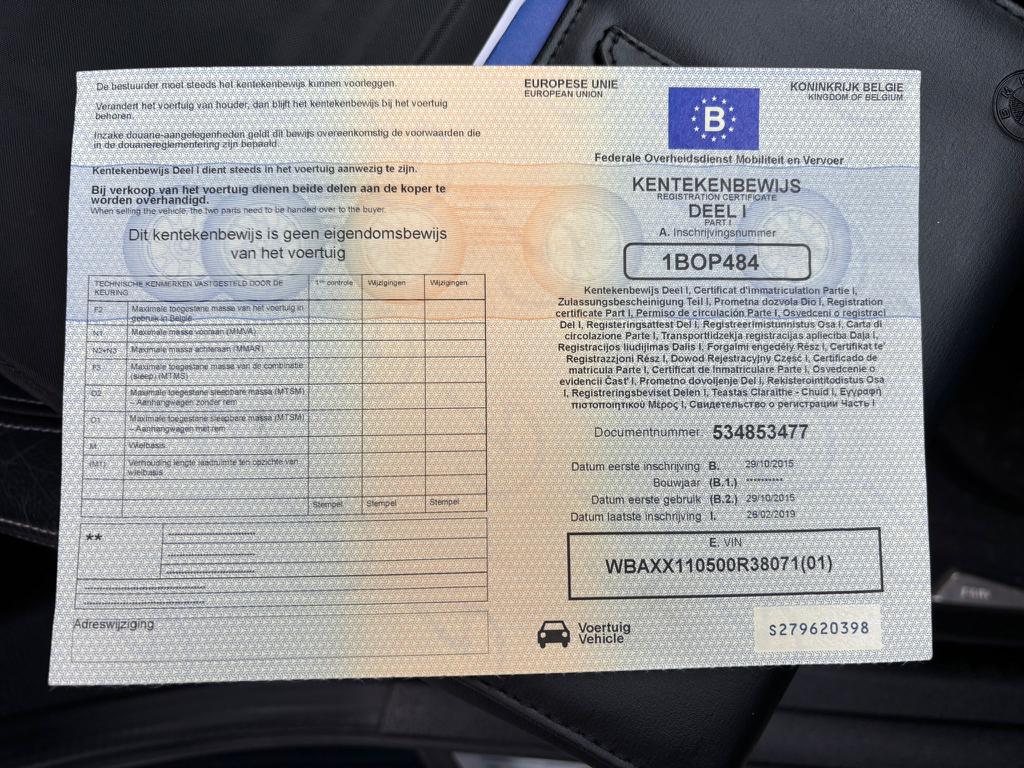 De bestuurder moet steeds het kentekenbewijs kunnen voorleggen.
Verandert het voertuig van houder, dan blijft het kentekenbewijs bij het voertuig
behoren.
Inzake douane-aangelegenheden geldt dit bewijs overeenkomstig de voorwaarden die
in de douanereglementering zijn bepaald.
Kentekenbewijs Deel I dient steeds in het voertuig aanwezig te zijn.
Bij verkoop van het voertuig dienen beide delen aan de koper te
worden overhandigd.
When selling the vehicle, the two parts need to be handed over to the buyer.
Dit kentekenbewijs is geen eigendomsbewijs
van het voertuig
TECHNISCHE KENMERKEN VASTGESTELD DOOR DE
KEURING
1ste controle
Wijzigingen
Wijzigingen
F2 Maximale toegestane massa van het voertuig in
gebruik in België
N1 Maximale massa vooraan (MMVA)
N2+N3 Maximale massa achteraan (MMAR)
F3 Maximale toegestane massa van de combinatie
(sleep) (MTMS)
O2 Maximale toegestane sleepbare massa (MTSM)
– Aanhangwagen zonder rem
O1 Maximale toegestane sleepbare massa (MTSM)
– Aanhangwagen met rem
M Wielbasis
(MT) Verhouding lengte laadruimte ten opzichte van
wielbasis
Stempel Stempel Stempel
**
Adreswijziging
EUROPESE UNIE
EUROPEAN UNION
B
KONINKRIJK BELGIE
KINGDOM OF BELGIUM
Federale Overheidsdienst Mobiliteit en Vervoer
KENTEKENBEWIJS
REGISTRATION CERTIFICATE
DEEL I
PART I
A. Inschrijvingsnummer
1BOP484
Kentekenbewijs Deel I, Certificat d'immatriculation Partie I,
Zulassungsbescheinigung Teil I, Prometna dozvola Dio I, Registration
certificate Part I, Permiso de circulación Parte I, Osvedcení o registraci
Del I, Registreringsattest Del I, Registreerimistunnistus Osa I, Carta di
circolazione Parte I, Transportlidzekja registracijas aplieciba Daja I,
Registracijos liudijimas Dalis I, Forgalmi engedély Rész I, Certifikat te'
Registrazzjoni Rész I, Dowod Rejestracyjny Część I, Certificado de
matricula Parte I, Certificat de Inmatriculare Parte I, Osvedcenie o
evidencii Čast' I, Prometno dovoljenje Del I, Rekisterointitodistus Osa
I, Registreringsbeviset Delen I, Teastas Claraithe - Chuid I, Εγγραφή
πιστοποιητικού Μέρος I, Свидетельство о регистрации Часть I
Documentnummer: 534853477
Datum eerste inschrijving B. 29/10/2015
Bouwjaar (B.1.) *********
Datum eerste gebruik (B.2.) 29/10/2015
Datum laatste inschrijving I. 26/02/2019
E. VIN
WBAXX110500R38071(01)
Voertuig
Vehicle
S279620398